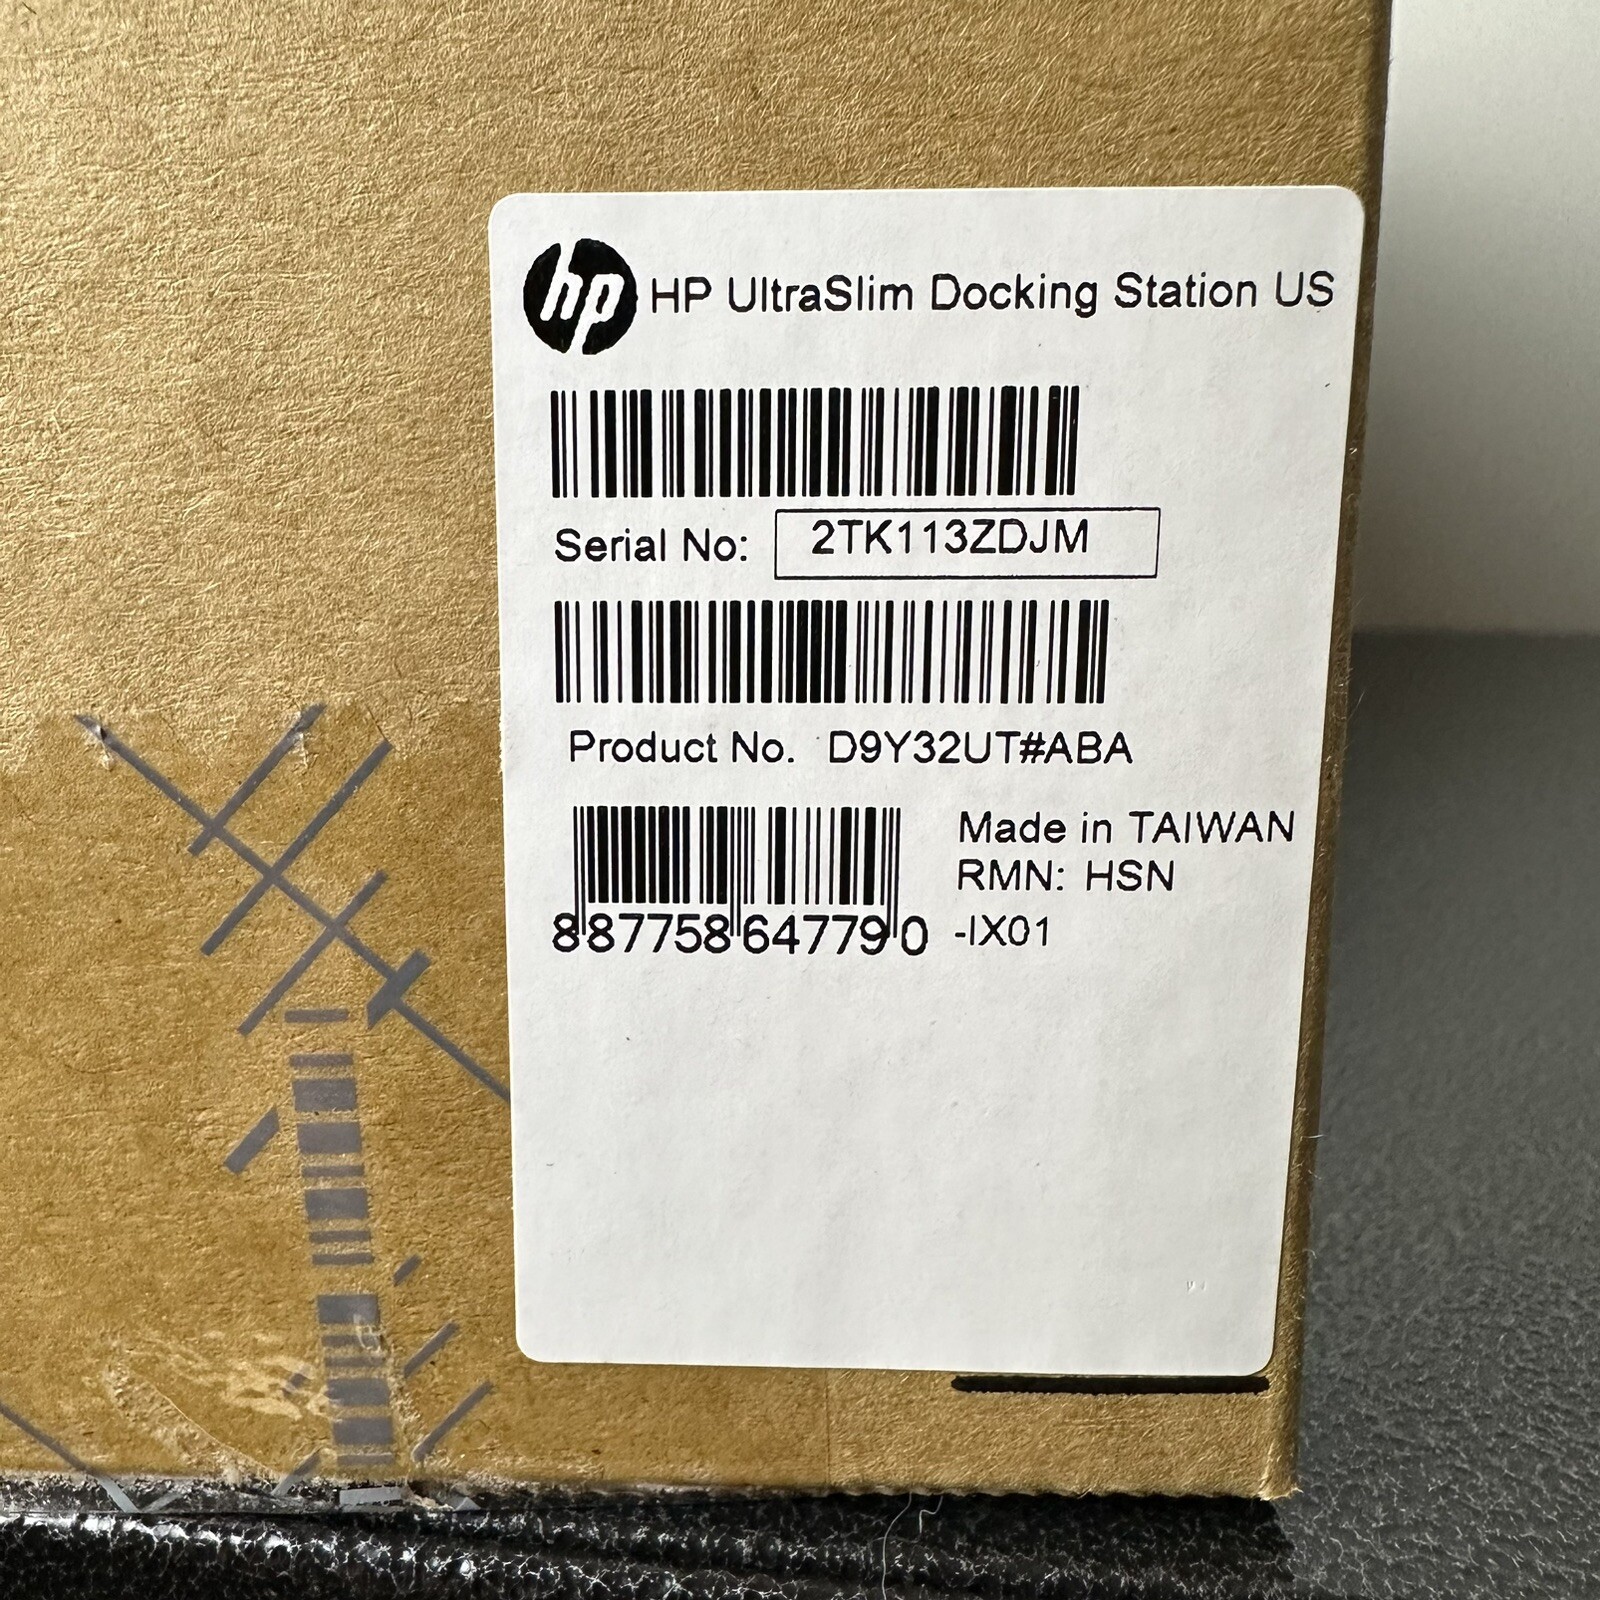 hp HP UltraSlim Docking Station US
Serial No: 2TK113ZDJM
Product No. D9Y32UT#ABA
Made in TAIWAN
RMN: HSN
-IX01
8 87758 64779 0